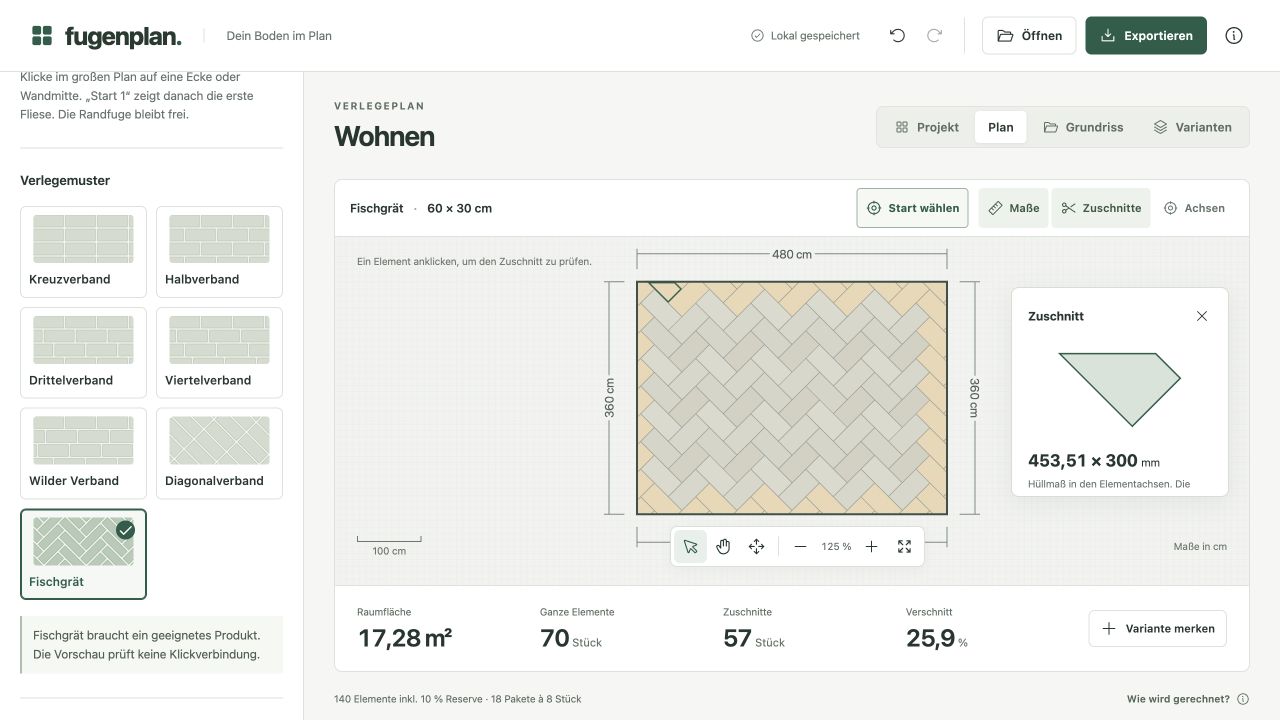 fugenplan.
Dein Boden im Plan
Lokal gespeichert
Öffnen
Exportieren
Klicke im großen Plan auf eine Ecke oder
Wandmitte. „Start 1“ zeigt danach die erste
Fliese. Die Randfuge bleibt frei.
Verlegemuster
Kreuzverband
Halbverband
Drittelverband
Viertelverband
Wilder Verband
Diagonalverband
Fischgrät
Fischgrät braucht ein geeignetes Produkt.
Die Vorschau prüft keine Klickverbindung.
VERLEGEPLAN
Wohnen
Projekt
Plan
Grundriss
Varianten
Fischgrät · 60 × 30 cm
Start wählen
Maße
Zuschnitte
Achsen
Ein Element anklicken, um den Zuschnitt zu prüfen.
480 cm
360 cm
360 cm
Zuschnitt
453,51 × 300 mm
Hüllmaß in den Elementachsen. Die
100 cm
125 %
Maße in cm
Raumfläche
17,28 m²
Ganze Elemente
70 Stück
Zuschnitte
57 Stück
Verschnitt
25,9 %
Variante merken
140 Elemente inkl. 10 % Reserve · 18 Pakete à 8 Stück
Wie wird gerechnet?